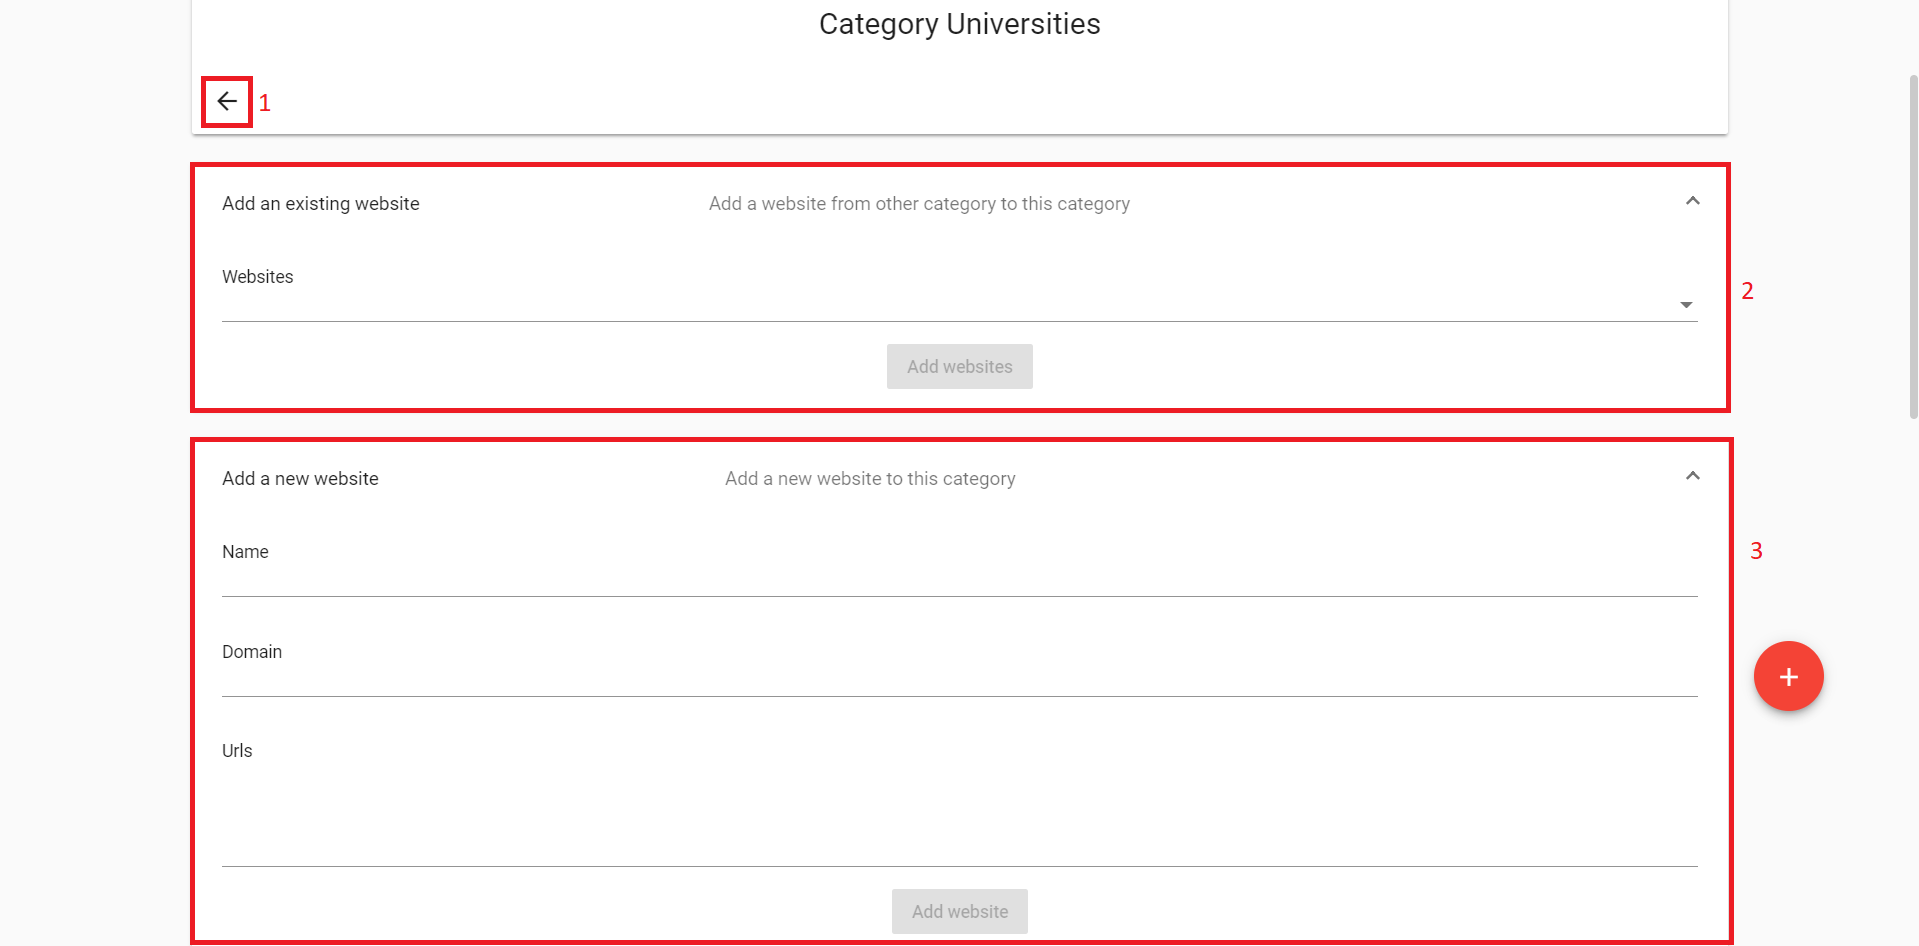 Category Universities
1
Add an existing website Add a website from other category to this category
Websites
2
Add websites
Add a new website Add a new website to this category
Name
3
Domain
+
Urls
Add website